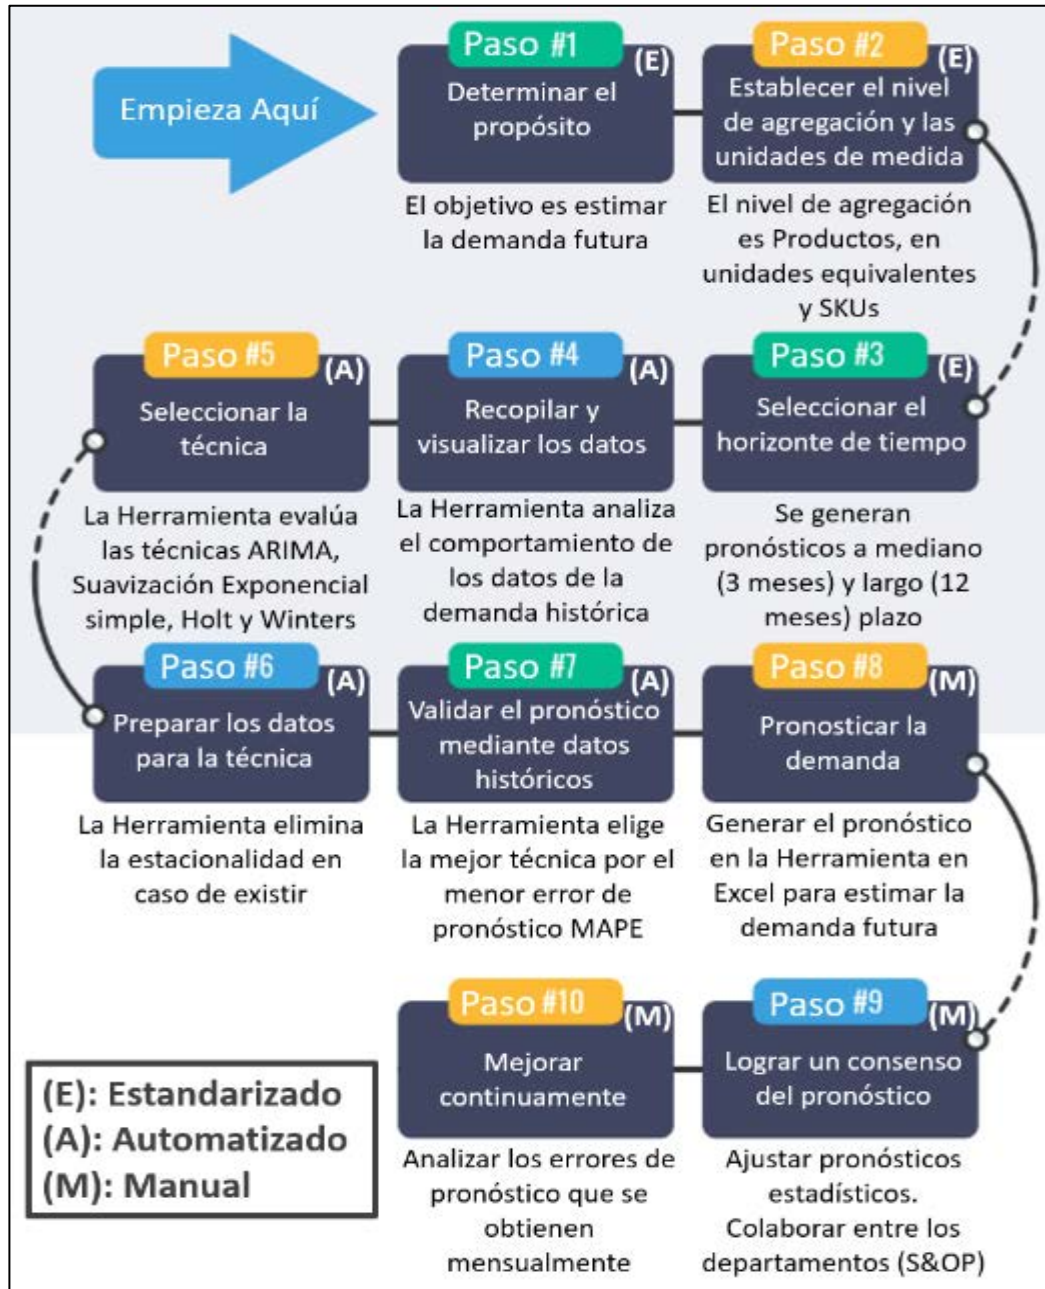 Empieza Aquí
Paso #1
(E)
Determinar el
propósito
El objetivo es estimar
la demanda futura
Paso #2
(E)
Establecer el nivel
de agregación y las
unidades de medida
El nivel de agregación
es Productos, en
unidades equivalentes
y SKUs
Paso #3
(E)
Seleccionar el
horizonte de tiempo
Se generan
pronósticos a mediano
(3 meses) y largo (12
meses) plazo
Paso #4
(A)
Recopilar y
visualizar los datos
La Herramienta analiza
el comportamiento de
los datos de la
demanda histórica
Paso #5
(A)
Seleccionar la
técnica
La Herramienta evalúa
las técnicas ARIMA,
Suavización Exponencial
simple, Holt y Winters
Paso #6
(A)
Preparar los datos
para la técnica
La Herramienta elimina
la estacionalidad en
caso de existir
Paso #7
(A)
Validar el pronóstico
mediante datos
históricos
La Herramienta elige
la mejor técnica por el
menor error de
pronóstico MAPE
Paso #8
(M)
Pronosticar la
demanda
Generar el pronóstico
en la Herramienta en
Excel para estimar la
demanda futura
Paso #9
(M)
Lograr un consenso
del pronóstico
Ajustar pronósticos
estadísticos.
Colaborar entre los
departamentos (S&OP)
Paso #10
(M)
Mejorar
continuamente
Analizar los errores de
pronóstico que se
obtienen
mensualmente
(E): Estandarizado
(A): Automatizado
(M): Manual